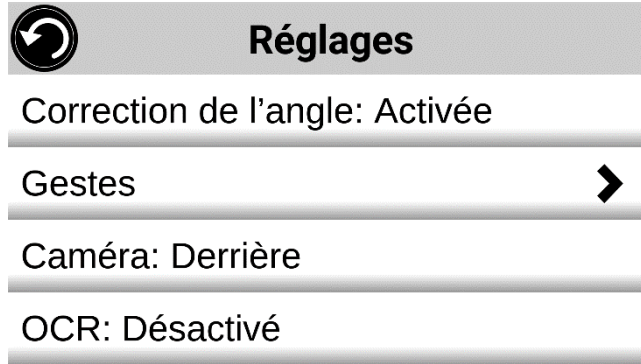 Réglages
Correction de l’angle: Activée
Gestes
Caméra: Derrière
OCR: Désactivé